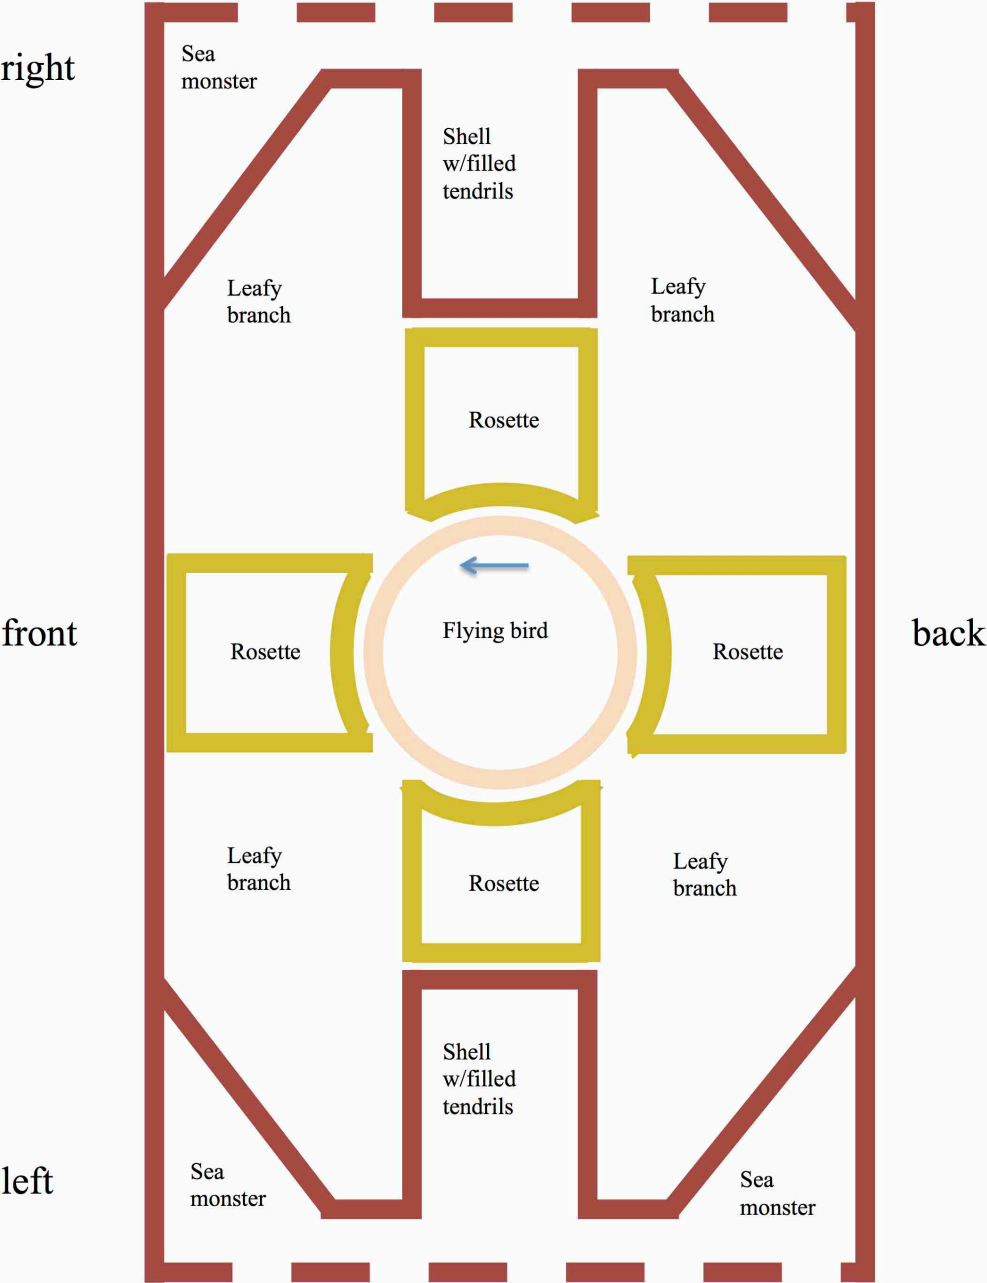 right
Sea
monster
Shell
w/filled
tendrils
Leafy
branch
Leafy
branch
Rosette
front
Rosette
Flying bird
Rosette
back
Leafy
branch
Rosette
Leafy
branch
Shell
w/filled
tendrils
left
Sea
monster
Sea
monster